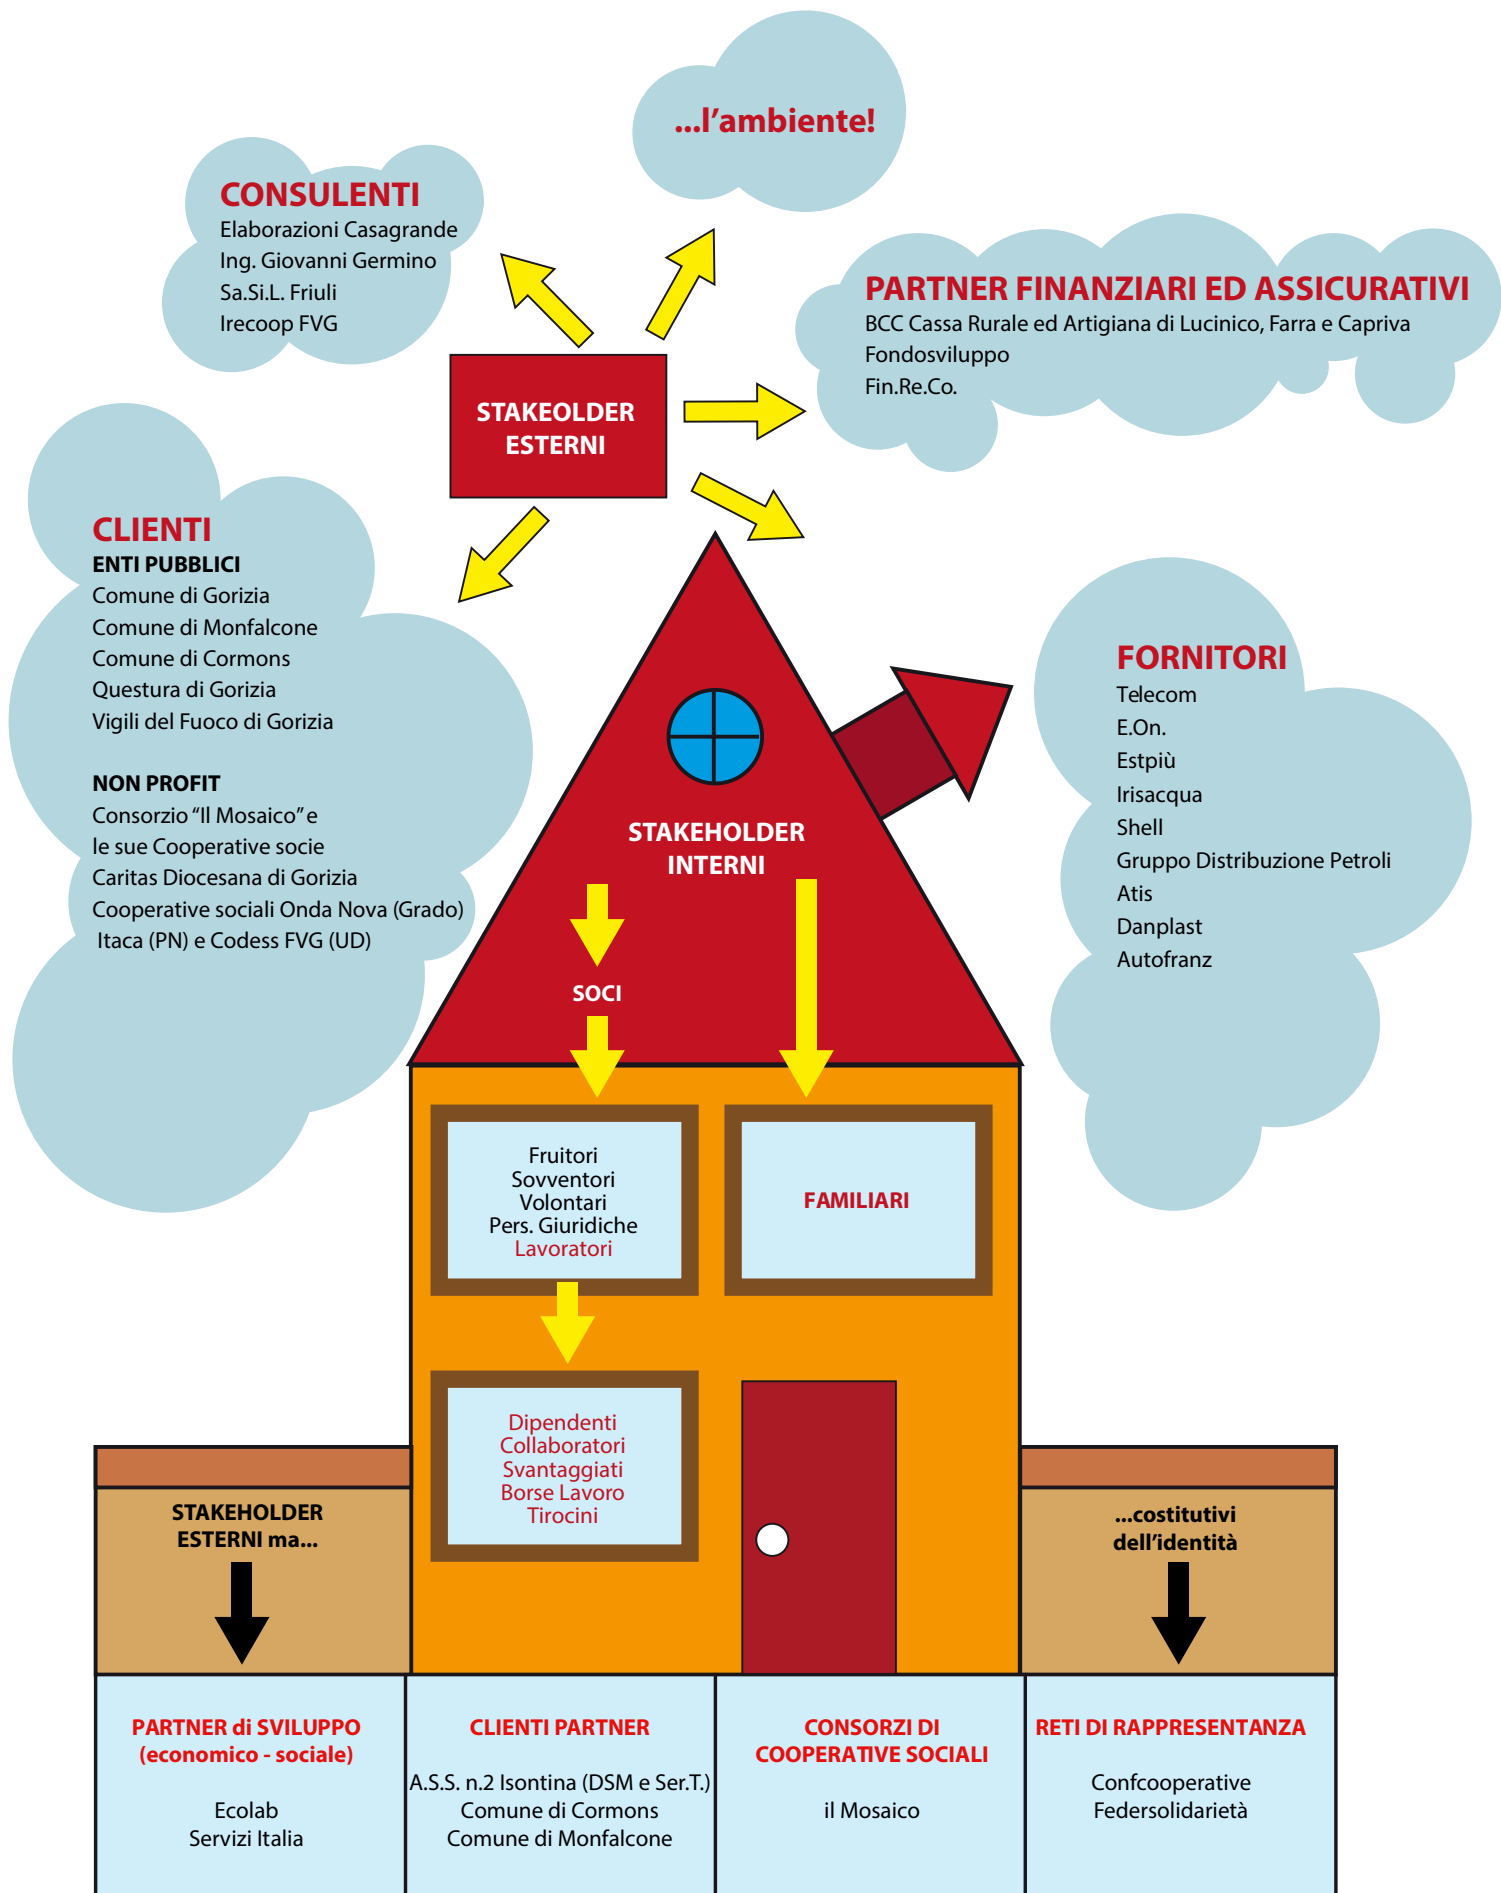 ...l’ambiente!
CONSULENTI
Elaborazioni Casagrande
Ing. Giovanni Germino
Sa.Si.L. Friuli
Irecoop FVG
PARTNER FINANZIARI ED ASSICURATIVI
BCC Cassa Rurale ed Artigiana di Lucinico, Farra e Capriva
Fondosviluppo
Fin.Re.Co.
STAKEOLDER
ESTERNI
CLIENTI
ENTI PUBBLICI
Comune di Gorizia
Comune di Monfalcone
Comune di Cormons
Questura di Gorizia
Vigili del Fuoco di Gorizia
NON PROFIT
Consorzio “Il Mosaico” e
le sue Cooperative socie
Caritas Diocesana di Gorizia
Cooperative sociali Onda Nova (Grado)
Itaca (PN) e Codess FVG (UD)
FORNITORI
Telecom
E.On.
Estpiù
Irisacqua
Shell
Gruppo Distribuzione Petroli
Atis
Danplast
Autofranz
STAKEHOLDER
INTERNI
SOCI
Fruitori
Sovventori
Volontari
Pers. Giuridiche
Lavoratori
FAMILIARI
Dipendenti
Collaboratori
Svantaggiati
Borse Lavoro
Tirocini
STAKEHOLDER
ESTERNI ma...
...costitutivi
dell’identità
PARTNER di SVILUPPO
(economico - sociale)
Ecolab
Servizi Italia
CLIENTI PARTNER
A.S.S. n.2 Isontina (DSM e Ser.T.)
Comune di Cormons
Comune di Monfalcone
CONSORZI DI
COOPERATIVE SOCIALI
il Mosaico
RETI DI RAPPRESENTANZA
Confcooperative
Federsolidarietà